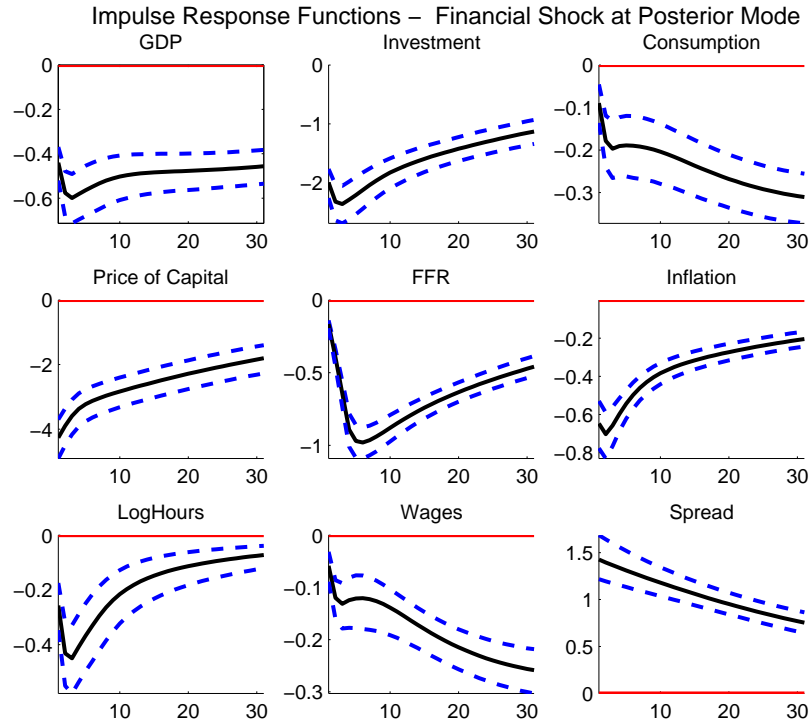 Impulse Response Functions – Financial Shock at Posterior Mode
GDP
0
−0.2
−0.4
−0.6
10 20 30
Investment
0
−1
−2
10 20 30
Consumption
0
−0.1
−0.2
−0.3
10 20 30
Price of Capital
0
−2
−4
10 20 30
FFR
0
−0.5
−1
10 20 30
Inflation
−0.2
−0.4
−0.6
−0.8
10 20 30
LogHours
0
−0.2
−0.4
10 20 30
Wages
0
−0.1
−0.2
−0.3
10 20 30
Spread
1.5
1
0.5
0
10 20 30